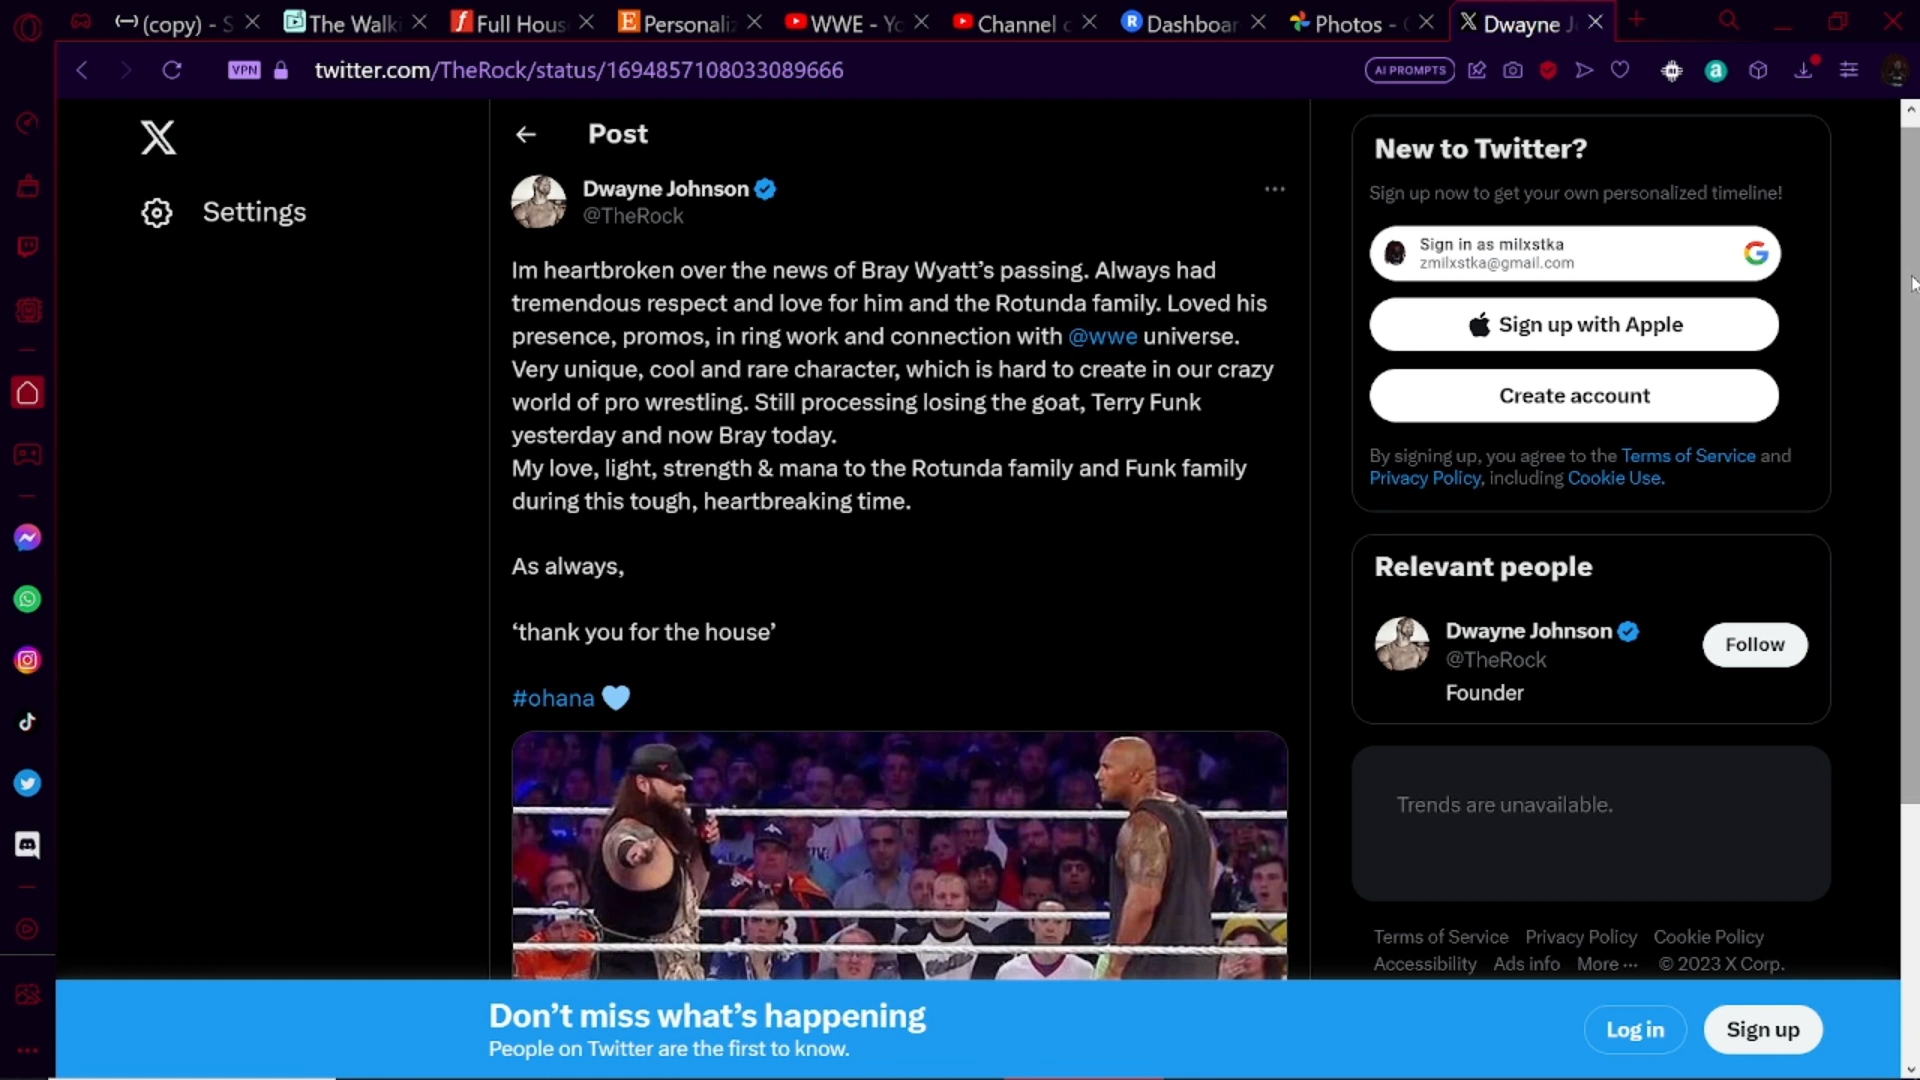 (copy) - S
The Walki
Full Hous
Personaliz
WWE - Yo
Channel c
Dashboar
Photos - G
Dwayne J
VPN
twitter.com/TheRock/status/1694857108033089666
AI PROMPTS
X
Settings
Post
Dwayne Johnson
@TheRock
Im heartbroken over the news of Bray Wyatt’s passing. Always had
tremendous respect and love for him and the Rotunda family. Loved his
presence, promos, in ring work and connection with @wwe universe.
Very unique, cool and rare character, which is hard to create in our crazy
world of pro wrestling. Still processing losing the goat, Terry Funk
yesterday and now Bray today.
My love, light, strength & mana to the Rotunda family and Funk family
during this tough, heartbreaking time.
As always,
‘thank you for the house’
#ohana
New to Twitter?
Sign up now to get your own personalized timeline!
Sign in as milxstka
zmilxstka@gmail.com
Sign up with Apple
Create account
By signing up, you agree to the Terms of Service and
Privacy Policy, including Cookie Use.
Relevant people
Dwayne Johnson
@TheRock
Founder
Follow
Trends are unavailable.
Terms of Service Privacy Policy Cookie Policy
Accessibility Ads info More ··· © 2023 X Corp.
Don’t miss what’s happening
People on Twitter are the first to know.
Log in
Sign up